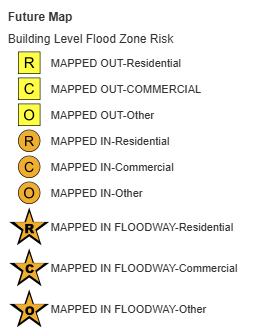 Future Map
Building Level Flood Zone Risk
R MAPPED OUT-Residential
C MAPPED OUT-COMMERCIAL
O MAPPED OUT-Other
R MAPPED IN-Residential
C MAPPED IN-Commercial
O MAPPED IN-Other
R MAPPED IN FLOODWAY-Residential
C MAPPED IN FLOODWAY-Commercial
O MAPPED IN FLOODWAY-Other